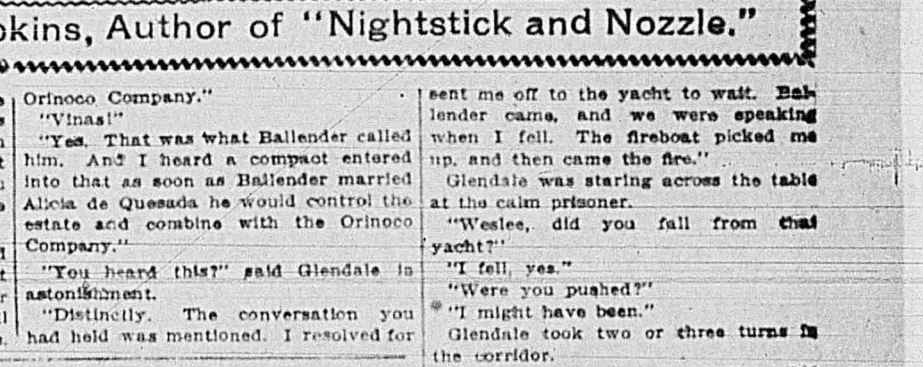 kins, Author of "Nightstick and Nozzle."
Orinoco Company."
"Vinas!"
"Yes. That was what Ballender called
him. And I heard a compact entered
into that as soon as Ballender married
Alicia de Quesada he would control the
estate and combine with the Orinoco
Company."
"You heard this?" said Glendale in
astonishment.
"Distinctly. The conversation you
had held was mentioned. I resolved for
sent me off to the yacht to wait. Bal-
lender came, and we were speaking
when I fell. The fireboat picked me
up, and then came the fire."
Glendale was staring across the table
at the calm prisoner.
"Weslee, did you fall from that
yacht?"
"I fell, yes."
"Were you pushed?"
"I might have been."
Glendale took two or three turns in
the corridor.